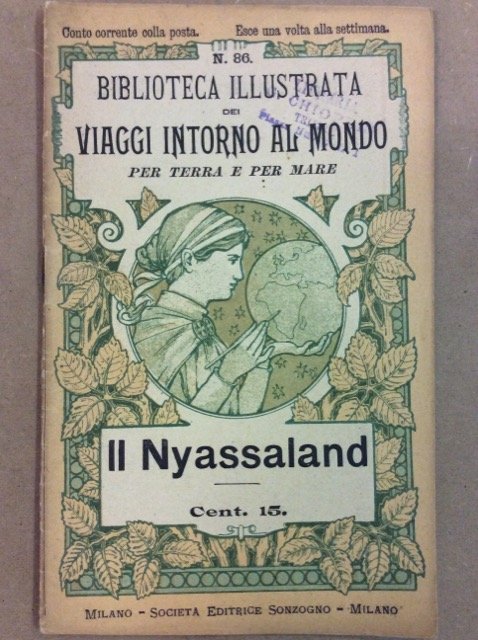 Conto corrente colla posta. Esce una volta alla settimana.
N. 86.
BIBLIOTECA ILLUSTRATA
DEI
VIAGGI INTORNO AL MONDO
PER TERRA E PER MARE
Il Nyassaland
Cent. 15.
MILANO - SOCIETÀ EDITRICE SONZOGNO - MILANO